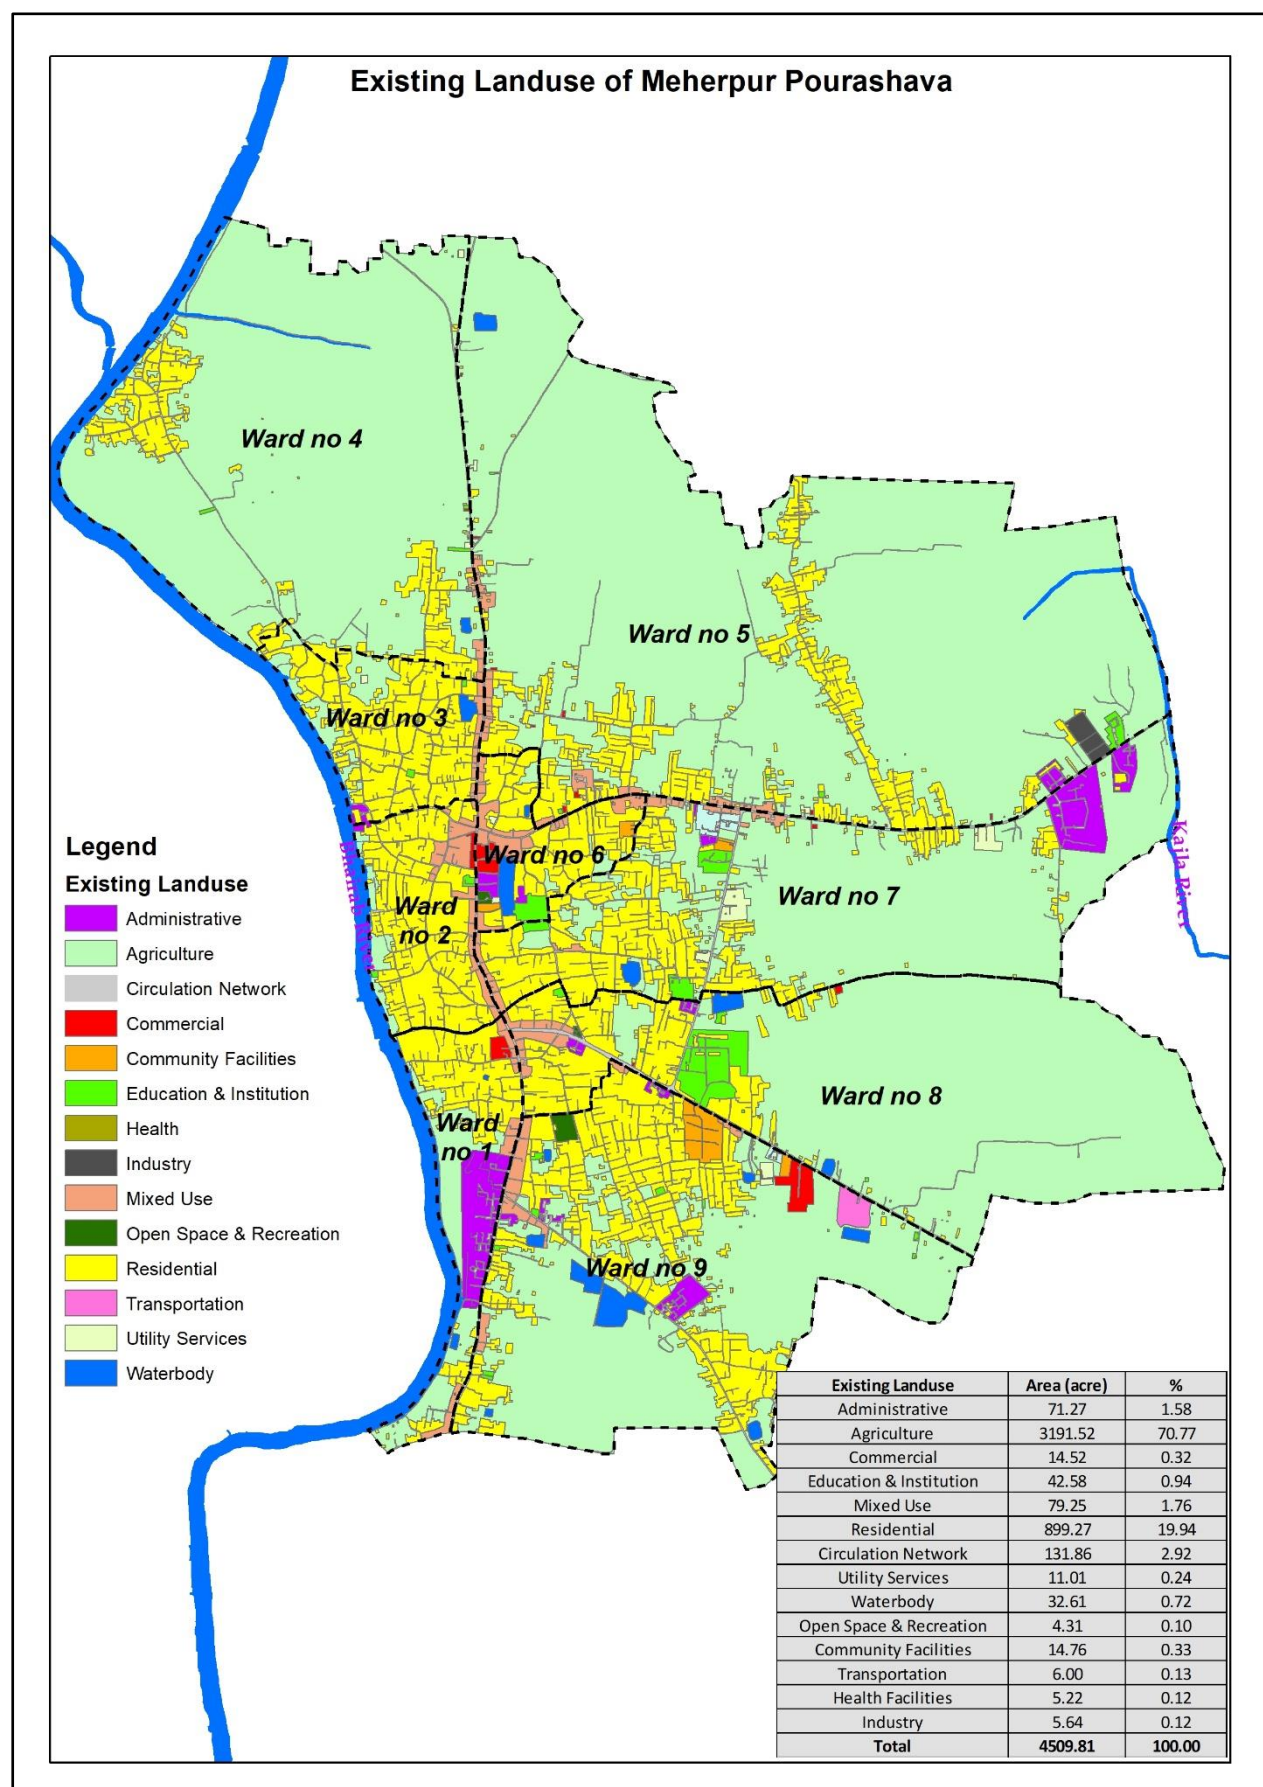 Existing Landuse of Meherpur Pourashava
Ward no 4
Ward no 5
Ward no 3
Ward no 6
Ward no 7
Ward
no 2
Ward no 8
Ward
no 1
Ward no 9
Kajla River
Legend
Existing Landuse
Administrative
Agriculture
Circulation Network
Commercial
Community Facilities
Education & Institution
Health
Industry
Mixed Use
Open Space & Recreation
Residential
Transportation
Utility Services
Waterbody
Existing Landuse Area (acre) %
Administrative 71.27 1.58
Agriculture 3191.52 70.77
Commercial 14.52 0.32
Education & Institution 42.58 0.94
Mixed Use 79.25 1.76
Residential 899.27 19.94
Circulation Network 131.86 2.92
Utility Services 11.01 0.24
Waterbody 32.61 0.72
Open Space & Recreation 4.31 0.10
Community Facilities 14.76 0.33
Transportation 6.00 0.13
Health Facilities 5.22 0.12
Industry 5.64 0.12
Total 4509.81 100.00